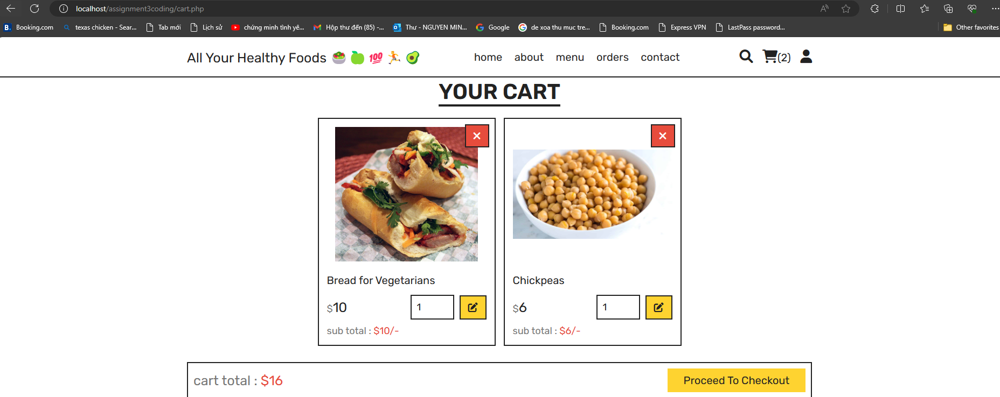 localhost/assignment3coding/cart.php
B. Booking.com texas chicken - Sear... Tab mới Lịch sử chứng minh tình yê... Hộp thư đến (85) -... Thư - NGUYEN MIN... Google de xoa thu muc tre... Booking.com Express VPN LastPass password... Other favorites
All Your Healthy Foods 🥗 🍏 💯 🏃 🥑 home about menu orders contact (2)
YOUR CART
Bread for Vegetarians
$10 1
sub total : $10/-
Chickpeas
$6 1
sub total : $6/-
cart total : $16 Proceed To Checkout